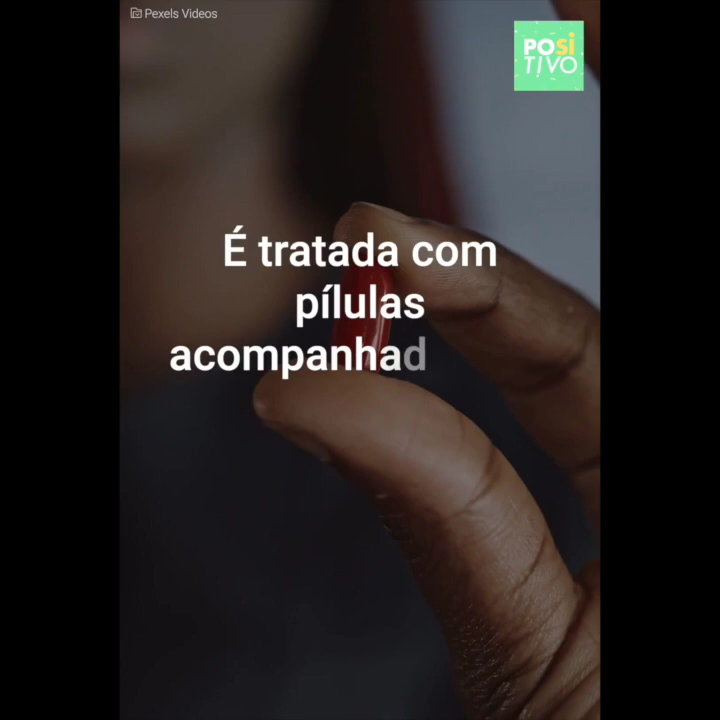 Pexels Videos
POSI
TIVO
É tratada com
pílulas
acompanhad